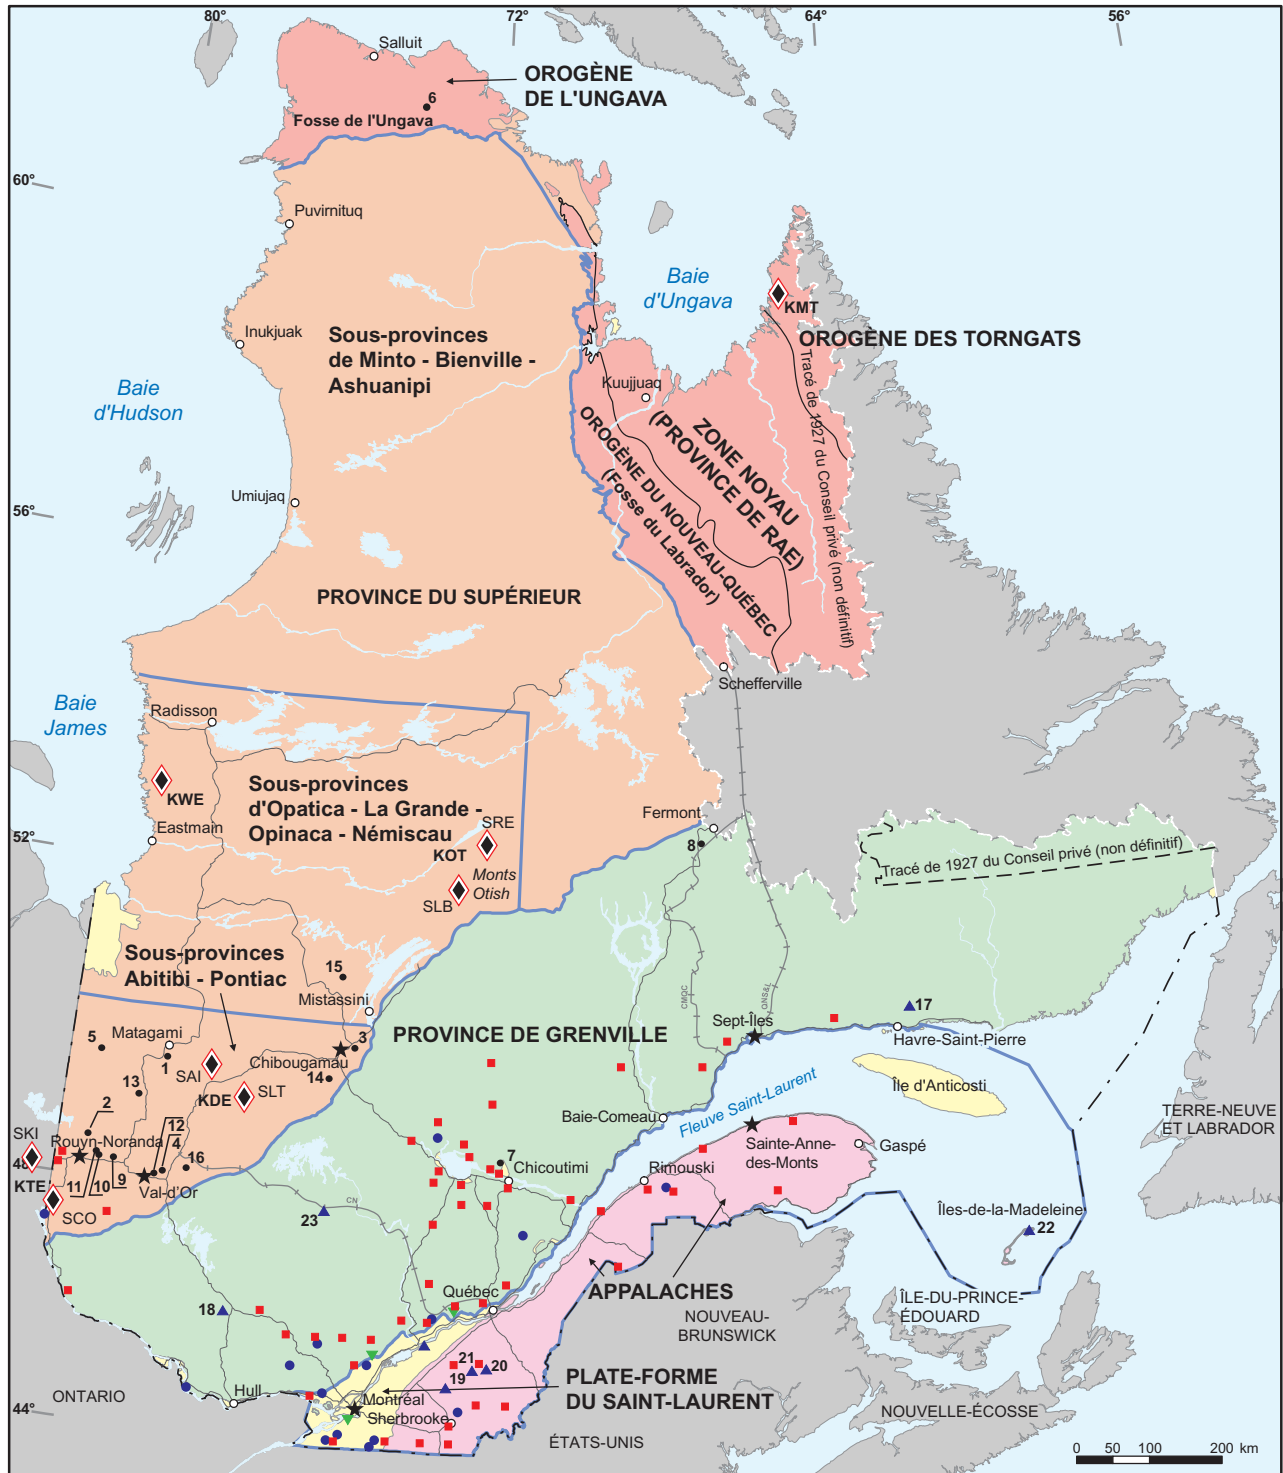 80°
72°
64°
56°
Salluit
OROGÈNE
DE L'UNGAVA
6
Fosse de l'Ungava
60°
Puvirnituq
Baie
d'Ungava
KMT
OROGÈNE DES TORNGATS
Sous-provinces
de Minto - Bienville -
Ashuanipi
Inukjuak
Baie
d'Hudson
Kuujjuaq
ZONE NOYAU
(PROVINCE DE RAE)
Tracé de 1927 du Conseil privé (non définitif)
OROGÈNE DU NOUVEAU-QUÉBEC
(Fosse du Labrador)
Umiujaq
56°
PROVINCE DU SUPÉRIEUR
Schefferville
Baie
James
Radisson
KWE
Sous-provinces
d'Opatica - La Grande -
Opinaca - Némiscau
Fermont
Eastmain
52°
SRE
KOT
8
Tracé de 1927 du Conseil privé (non définitif)
Monts
Otish
SLB
Sous-provinces
Abitibi - Pontiac
15
Mistassini
CMQC
QNS&L
17
Sept-Îles
PROVINCE DE GRENVILLE
Havre-Saint-Pierre
Matagami
5
1
3
Chibougamau
SAI
14
13
KDE
SLT
Île d'Anticosti
Fleuve Saint-Laurent
Baie-Comeau
TERRE-NEUVE
ET LABRADOR
2
12
4
SKI
Rouyn-Noranda
48°
16
7
Chicoutimi
Sainte-Anne-
des-Monts
Gaspé
Rimouski
KTE
11
10
9
Val-d'Or
SCO
CN
23
Îles-de-la-Madeleine
22
Québec
APPALACHES
ÎLE-DU-PRINCE-
ÉDOUARD
18
NOUVEAU-
BRUNSWICK
21
20
19
PLATE-FORME
DU SAINT-LAURENT
ONTARIO
Hull
Montréal
Sherbrooke
44°
NOUVELLE-ÉCOSSE
ÉTATS-UNIS
0 50 100 200 km